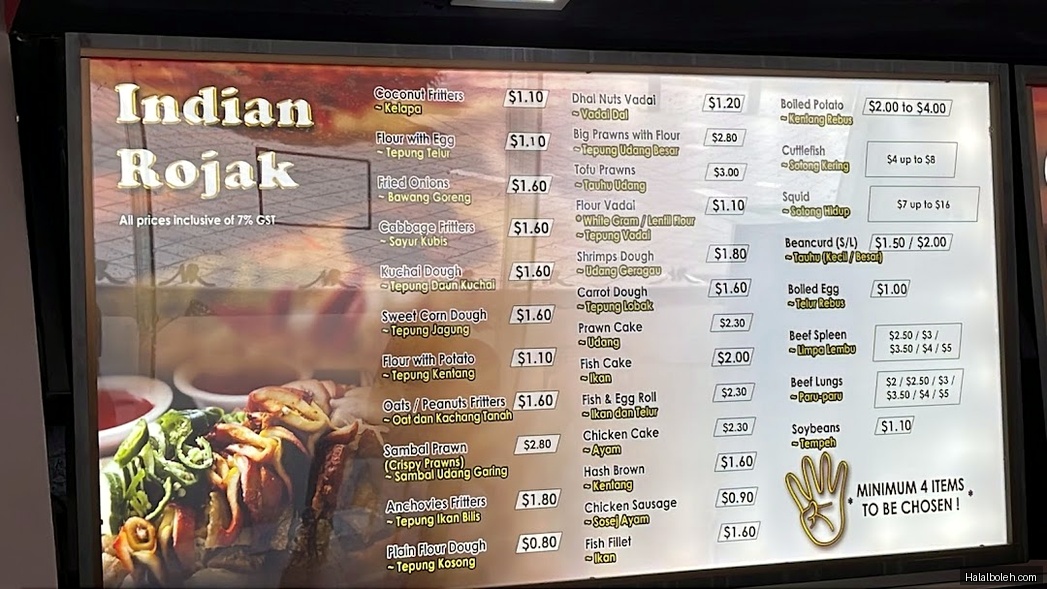 Indian
Rojak
All prices inclusive of 7% GST
Coconut Fritters $1.10
~ Kelapa
Flour with Egg $1.10
~ Tepung Telur
Fried Onions $1.60
~ Bawang Goreng
Cabbage Fritters $1.60
~ Sayur Kubis
Kuchai Dough $1.60
~ Tepung Daun Kuchai
Sweet Corn Dough $1.60
~ Tepung Jagung
Flour with Potato $1.10
~ Tepung Kentang
Oats / Peanuts Fritters $1.60
~ Oat dan Kachang Tanah
Sambal Prawn $2.80
(Crispy Prawns)
~ Sambal Udang Garing
Anchovies Fritters $1.80
~ Tepung Ikan Bilis
Plain Flour Dough $0.80
~ Tepung Kosong
Dhal Nuts Vadai $1.20
~ Vadai Dal
Big Prawns with Flour $2.80
~ Tepung Udang Besar
Tofu Prawns $3.00
~ Tauhu Udang
Flour Vadai $1.10
* While Gram / Lentil Flour
~ Tepung Vadai
Shrimps Dough $1.80
~ Udang Geragau
Carrot Dough $1.60
~ Tepung Lobak
Prawn Cake $2.30
~ Udang
Fish Cake $2.00
~ Ikan
Fish & Egg Roll $2.30
~ Ikan dan Telur
Chicken Cake $2.30
~ Ayam
Hash Brown $1.60
~ Kentang
Chicken Sausage $0.90
~ Sosej Ayam
Fish Fillet $1.60
~ Ikan
Boiled Potato $2.00 to $4.00
~ Kentang Rebus
Cuttlefish $4 up to $8
~ Sotong Kering
Squid $7 up to $16
~ Sotong Hidup
Beancurd (S/L) $1.50 / $2.00
~ Tauhu (Kecil / Besar)
Boiled Egg $1.00
~ Telur Rebus
Beef Spleen $2.50 / $3 /
~ Limpa Lembu $3.50 / $4 / $5
Beef Lungs $2 / $2.50 / $3 /
~ Paru-paru $3.50 / $4 / $5
Soybeans $1.10
~ Tempeh
* MINIMUM 4 ITEMS *
TO BE CHOSEN !
Halalboleh.com